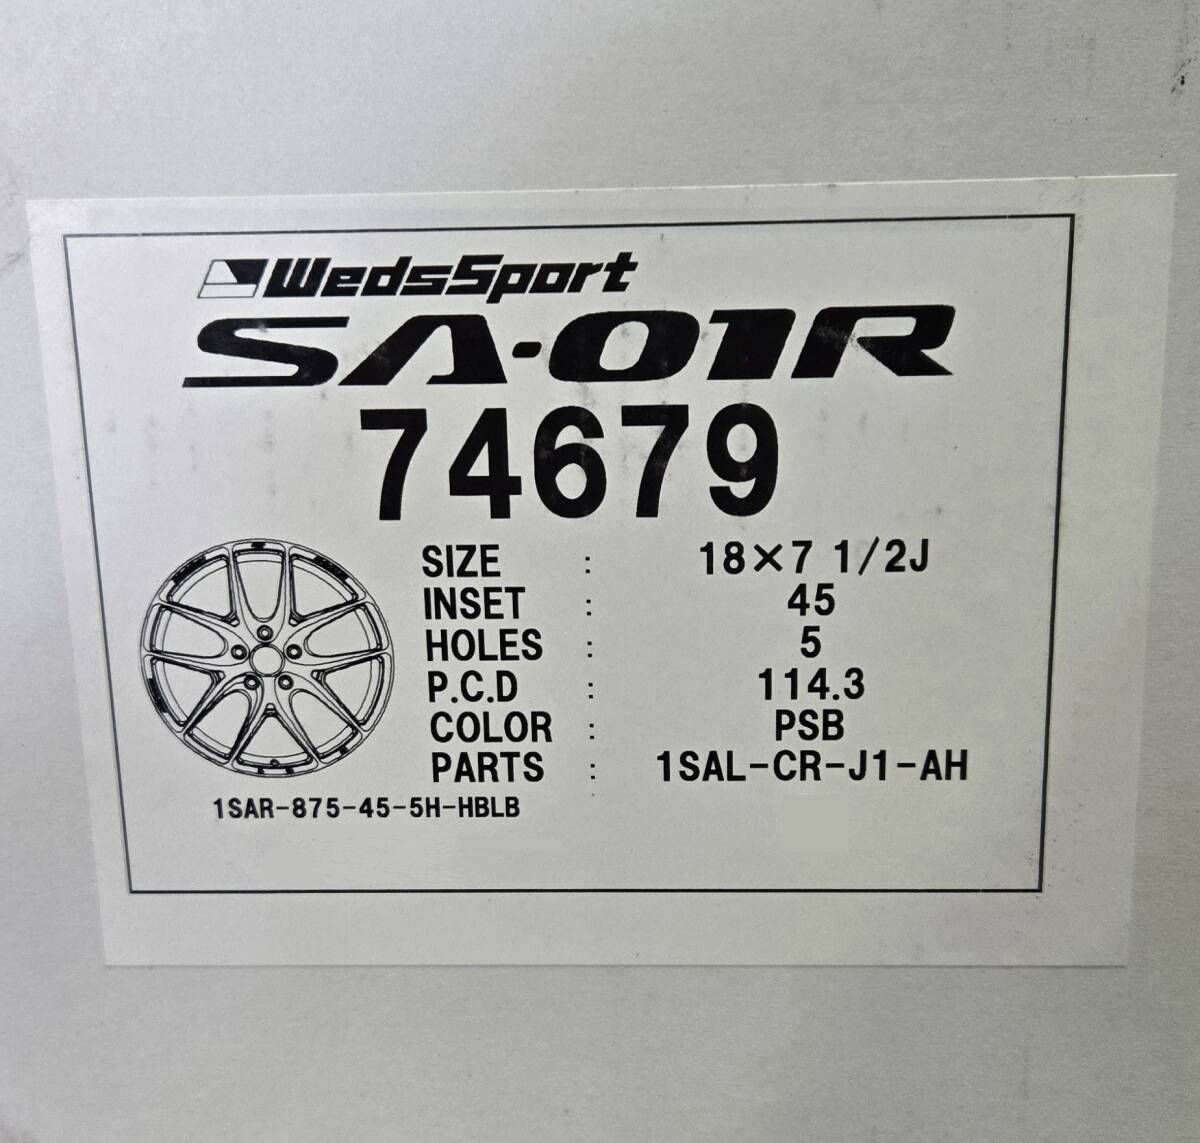 WedsSport
SA-01R
74679
SIZE : 18×7 1/2J
INSET : 45
HOLES : 5
P.C.D : 114.3
COLOR : PSB
PARTS : 1SAL-CR-J1-AH
1SAR-875-45-5H-HBLB